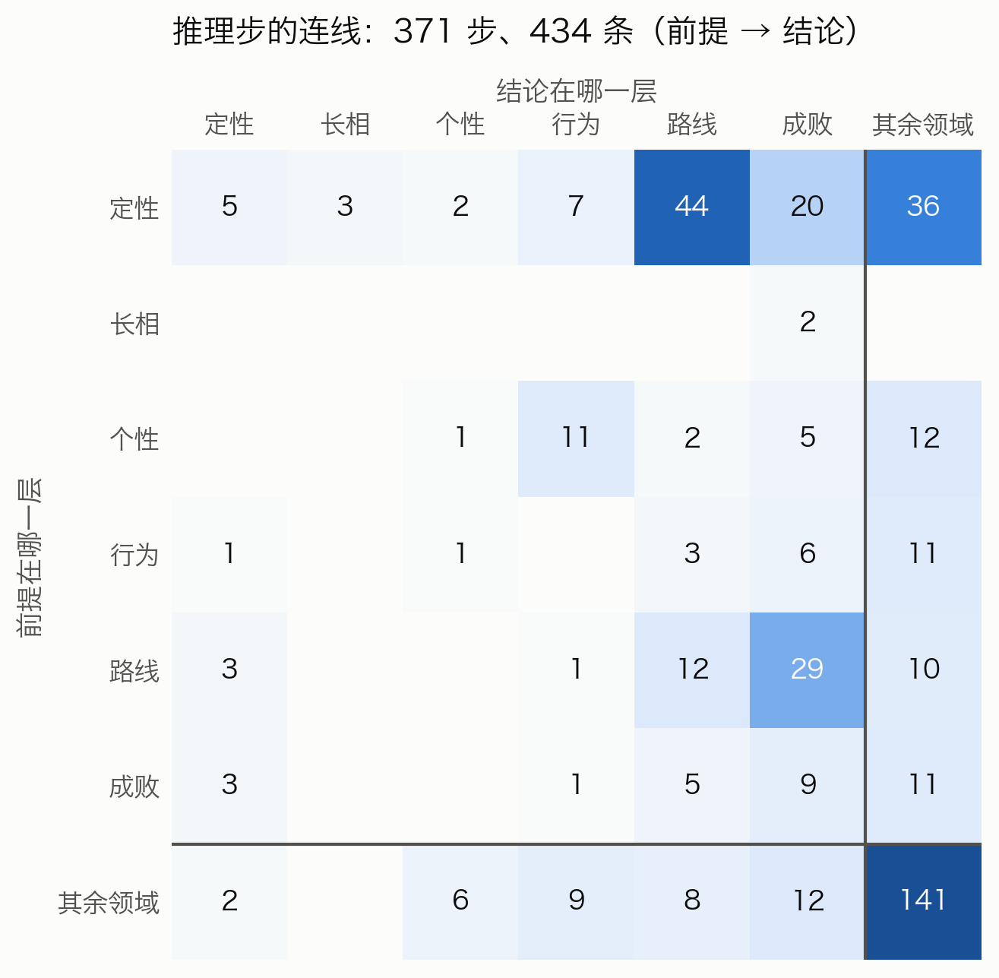 推理步的连线：371 步、434 条（前提 → 结论）
结论在哪一层
定性 长相 个性 行为 路线 成败 其余领域
前提在哪一层
定性 5 3 2 7 44 20 36
长相 2
个性 1 11 2 5 12
行为 1 1 3 6 11
路线 3 1 12 29 10
成败 3 1 5 9 11
其余领域 2 6 9 8 12 141